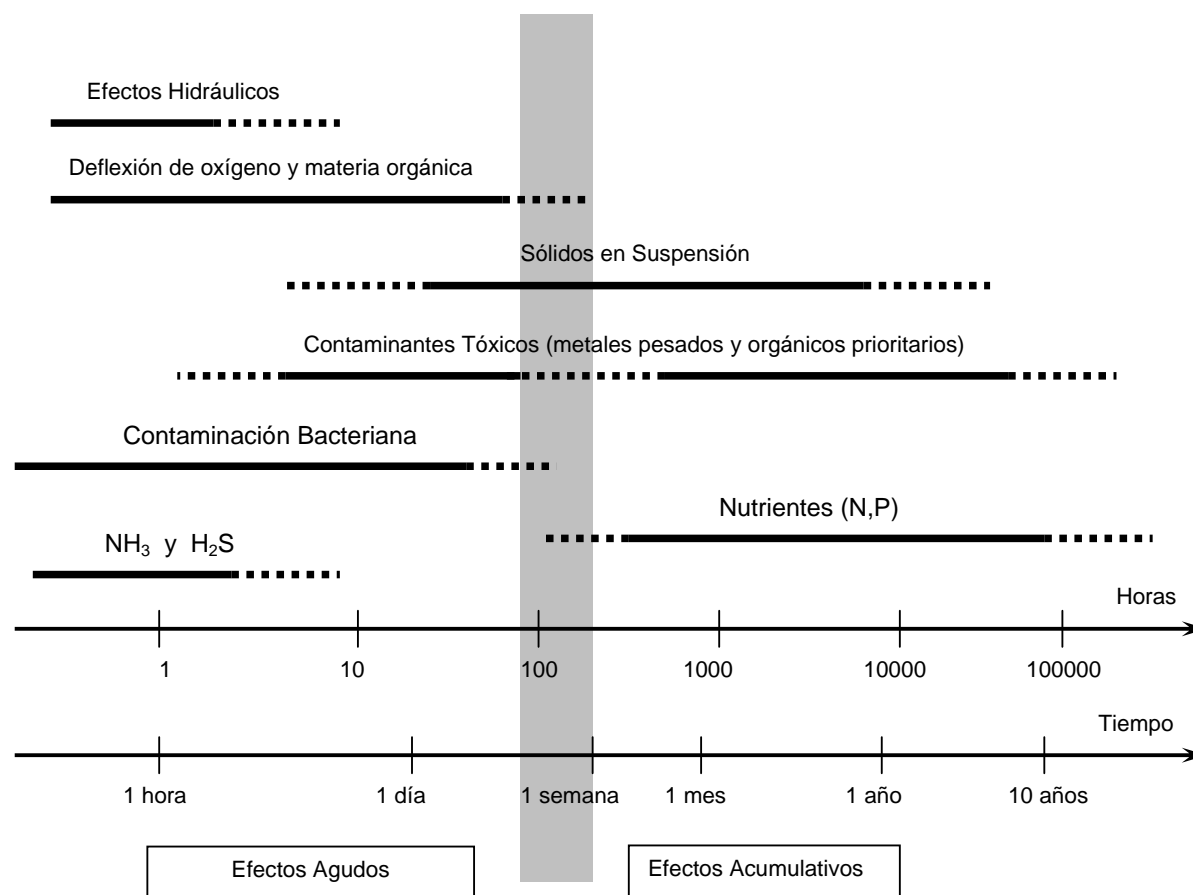 Efectos Hidráulicos
Deflexión de oxígeno y materia orgánica
Sólidos en Suspensión
Contaminantes Tóxicos (metales pesados y orgánicos prioritarios)
Contaminación Bacteriana
Nutrientes (N,P)
NH₃ y H₂S
Horas
1 10 100 1000 10000 100000
Tiempo
1 hora 1 día 1 semana 1 mes 1 año 10 años
Efectos Agudos Efectos Acumulativos